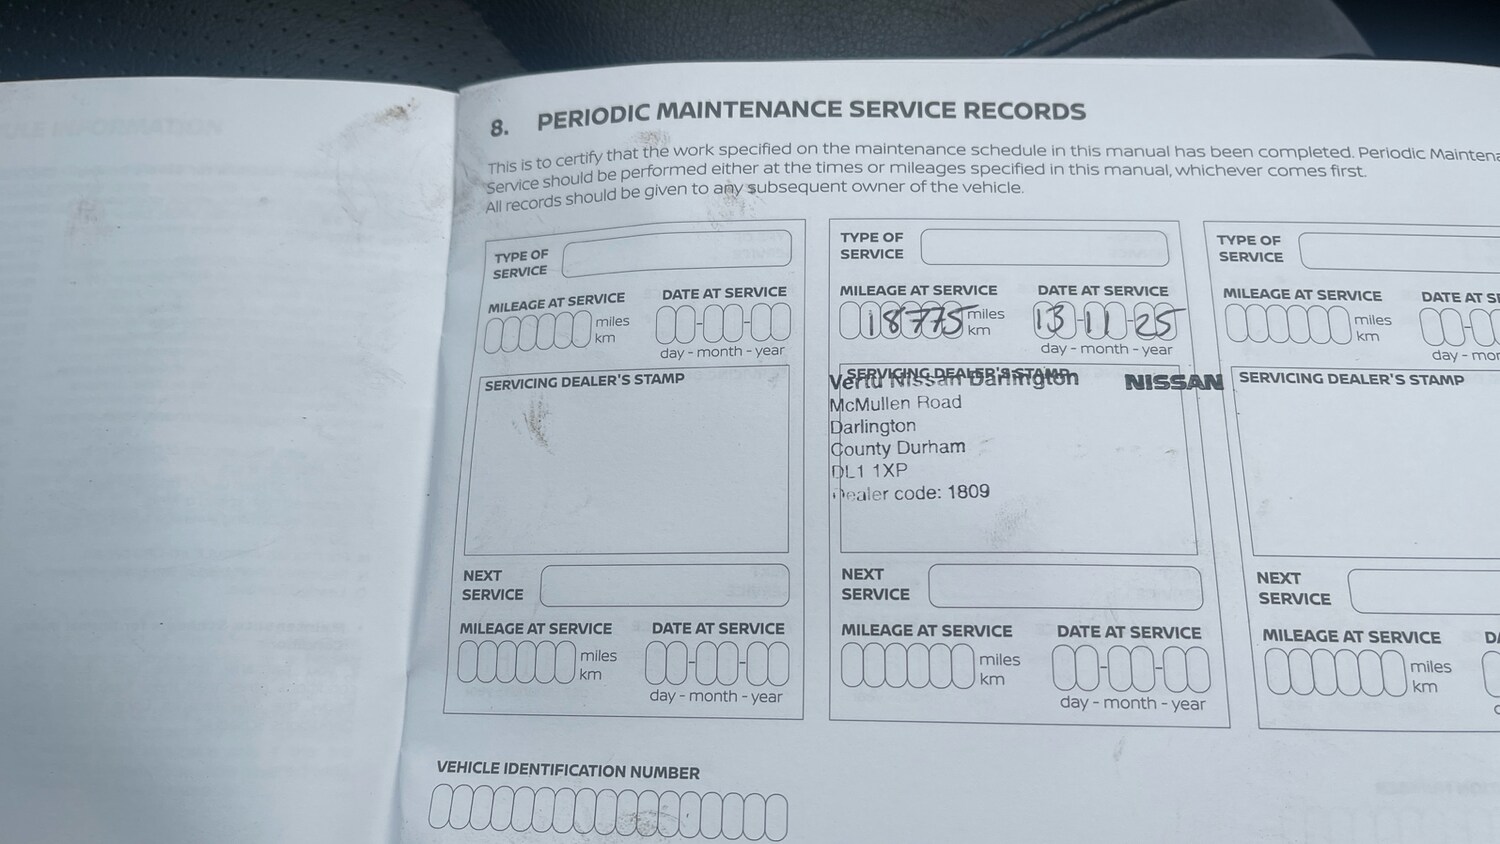 8. PERIODIC MAINTENANCE SERVICE RECORDS
This is to certify that the work specified on the maintenance schedule in this manual has been completed. Periodic Maintena
Service should be performed either at the times or mileages specified in this manual, whichever comes first.
All records should be given to any subsequent owner of the vehicle.
TYPE OF
SERVICE
MILEAGE AT SERVICE
DATE AT SERVICE
miles
km
day - month - year
SERVICING DEALER'S STAMP
NEXT
SERVICE
MILEAGE AT SERVICE
DATE AT SERVICE
miles
km
day - month - year
TYPE OF
SERVICE
MILEAGE AT SERVICE
DATE AT SERVICE
18775 miles
km
13-11-25
day - month - year
SERVICING DEALER'S STAMP
Vertu Nissan Darlington NISSAN
McMullen Road
Darlington
County Durham
DL1 1XP
Dealer code: 1809
NEXT
SERVICE
MILEAGE AT SERVICE
DATE AT SERVICE
miles
km
day - month - year
TYPE OF
SERVICE
MILEAGE AT SERVICE
DATE AT SE
miles
km
day - mor
SERVICING DEALER'S STAMP
NEXT
SERVICE
MILEAGE AT SERVICE
DA
miles
km
VEHICLE IDENTIFICATION NUMBER